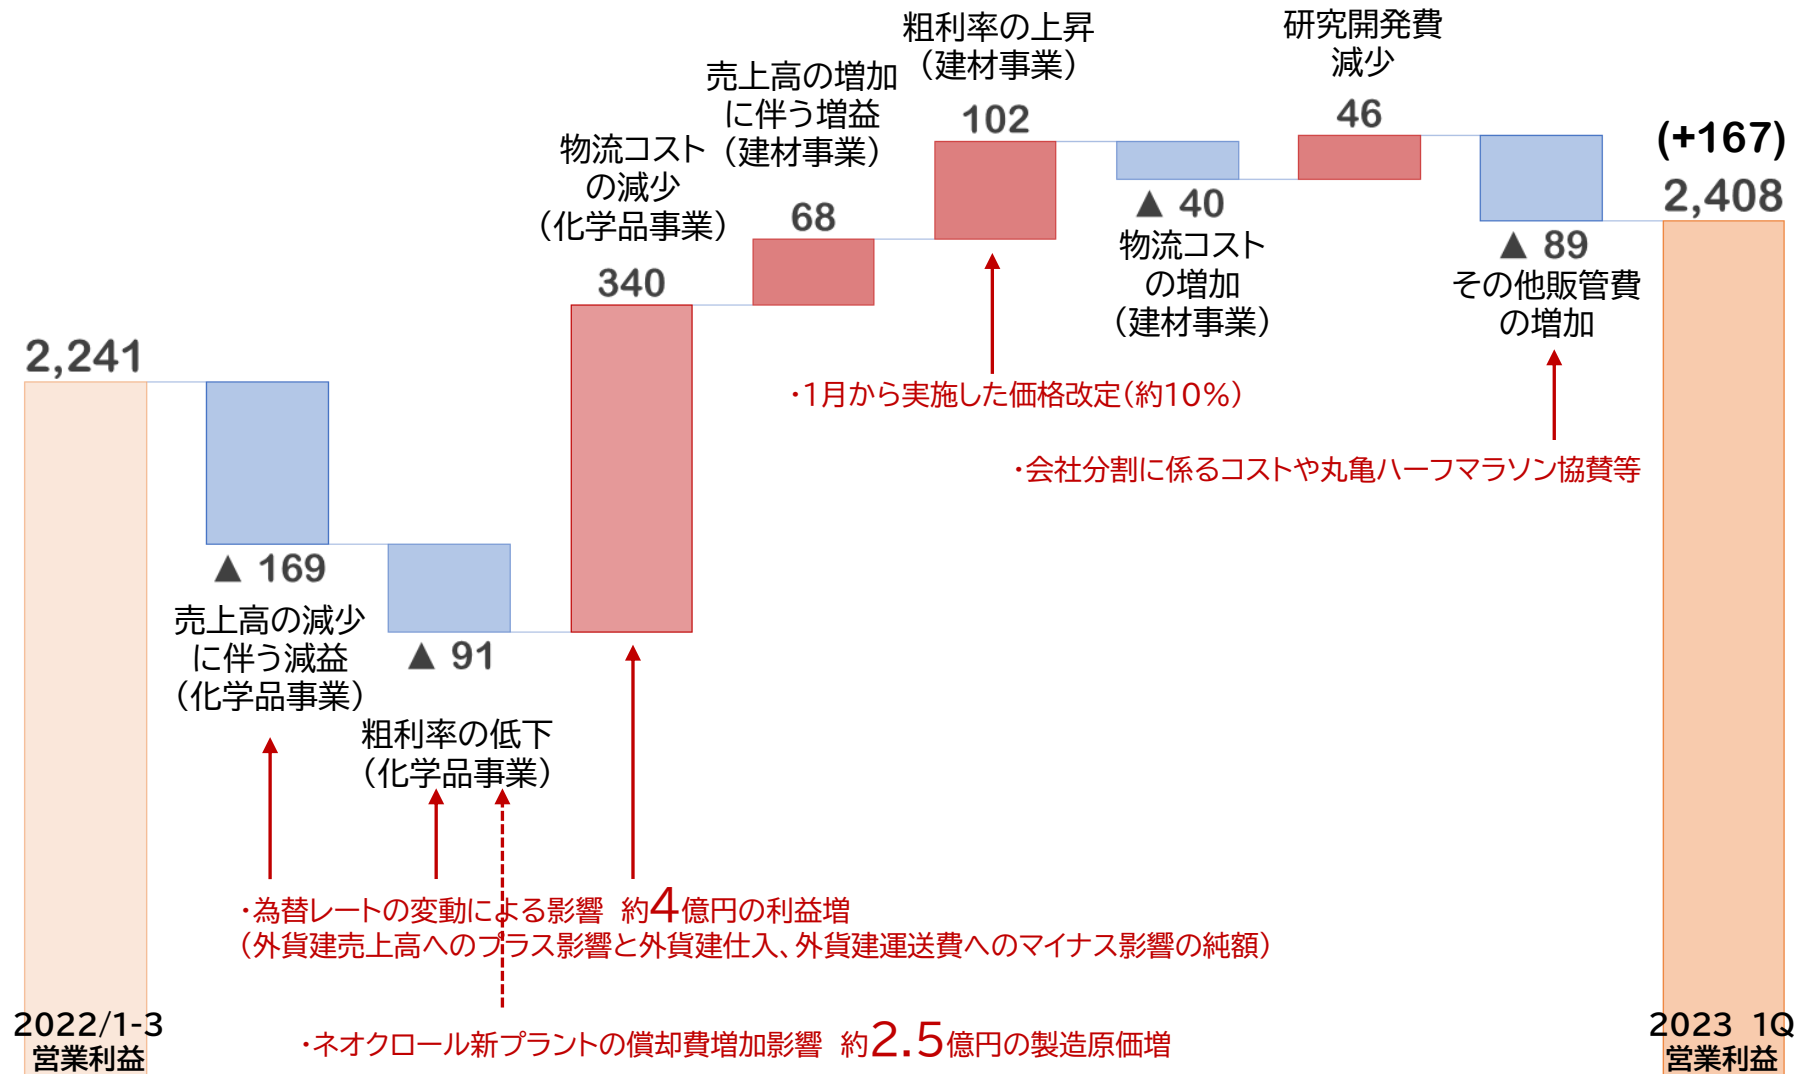 2,241
▲ 169
売上高の減少
に伴う減益
（化学品事業）
▲ 91
粗利率の低下
（化学品事業）
物流コスト
の減少
（化学品事業）
340
売上高の増加
に伴う増益
（建材事業）
68
粗利率の上昇
（建材事業）
102
▲ 40
物流コスト
の増加
（建材事業）
研究開発費
減少
46
▲ 89
その他販管費
の増加
(+167)
2,408
・1月から実施した価格改定（約10%）
・会社分割に係るコストや丸亀ハーフマラソン協賛等
・為替レートの変動による影響 約4億円の利益増
（外貨建売上高へのプラス影響と外貨建仕入、外貨建運送費へのマイナス影響の純額）
・ネオクロール新プラントの償却費増加影響 約2.5億円の製造原価増
2022/1-3
営業利益
2023 1Q
営業利益